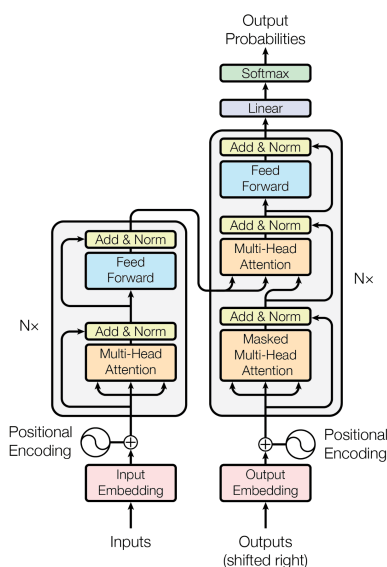 Output
Probabilities
Softmax
Linear
Add & Norm
Feed
Forward
Add & Norm
Multi-Head
Attention
Add & Norm
Masked
Multi-Head
Attention
Nx
Positional
Encoding
Output
Embedding
Outputs
(shifted right)
Add & Norm
Feed
Forward
Add & Norm
Multi-Head
Attention
Nx
Positional
Encoding
Input
Embedding
Inputs